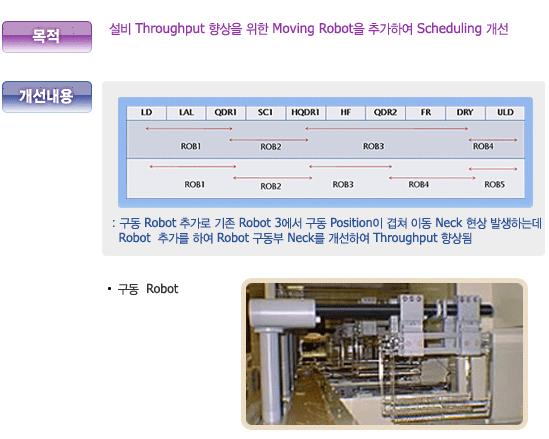 목적
설비 Throughput 향상을 위한 Moving Robot을 추가하여 Scheduling 개선
개선내용
LD LAL QDR1 SC1 HQDR1 HF QDR2 FR DRY ULD
ROB1 ROB2 ROB3 ROB4
ROB1 ROB2 ROB3 ROB4 ROB5
: 구동 Robot 추가로 기존 Robot 3에서 구동 Position이 겹쳐 이동 Neck 현상 발생하는데
Robot 추가를 하여 Robot 구동부 Neck를 개선하여 Throughput 향상됨
• 구동 Robot